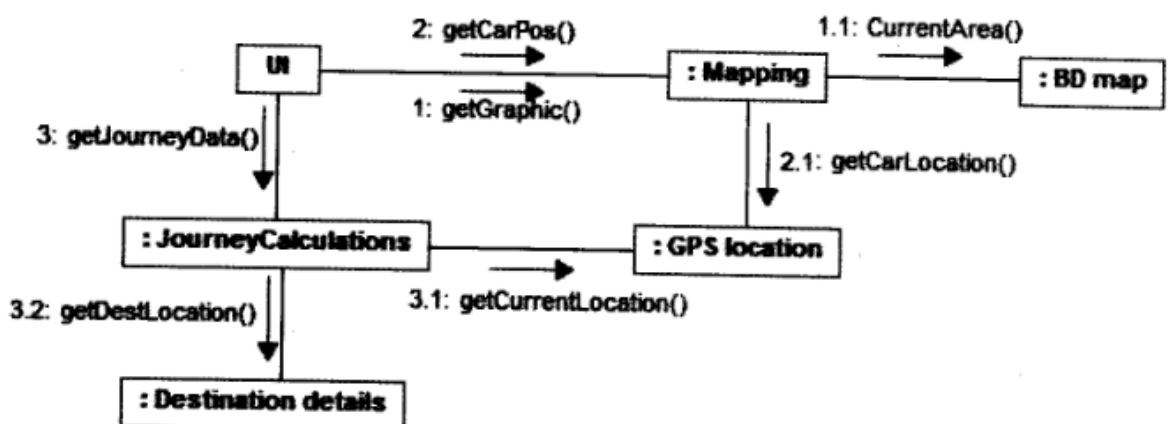 2: getCarPos()
1.1: CurrentArea()
UI
: Mapping
: BD map
1: getGraphic()
3: getJourneyData()
2.1: getCarLocation()
: JourneyCalculations
: GPS location
3.1: getCurrentLocation()
3.2: getDestLocation()
: Destination details